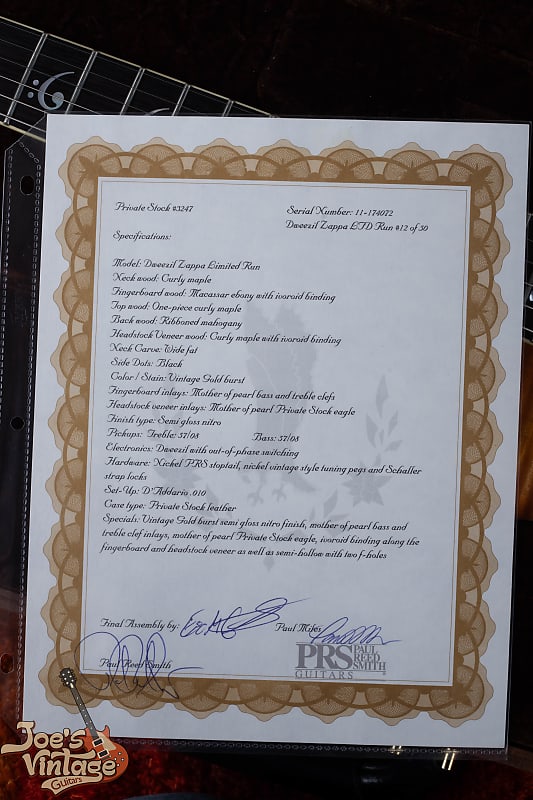 Private Stock #3247
Serial Number: 11-174072
Dweezil Zappa LTD Run #12 of 30
Specifications:
Model: Dweezil Zappa Limited Run
Neck wood: Curly maple
Fingerboard wood: Macassar ebony with ivoroid binding
Top wood: One-piece curly maple
Back wood: Ribboned mahogany
Headstock Veneer wood: Curly maple with ivoroid binding
Neck Carve: Wide fat
Side Dots: Black
Color / Stain: Vintage Gold burst
Fingerboard inlays: Mother of pearl bass and treble clefs
Headstock veneer inlays: Mother of pearl Private Stock eagle
Finish type: Semi gloss nitro
Pickups: Treble: 57/08 Bass: 57/08
Electronics: Dweezil with out-of-phase switching
Hardware: Nickel PRS stoptail, nickel vintage style tuning pegs and Schaller
strap locks
Set-Up: D'Addario .010
Case type: Private Stock leather
Specials: Vintage Gold burst semi gloss nitro finish, mother of pearl bass and
treble clef inlays, mother of pearl Private Stock eagle, ivoroid binding along the
fingerboard and headstock veneer as well as semi-hollow with two f-holes
Final Assembly by:
Paul Miles
Paul Reed Smith
PRS PAUL
REED
SMITH
GUITARS
Joe's
Vintage
Guitars